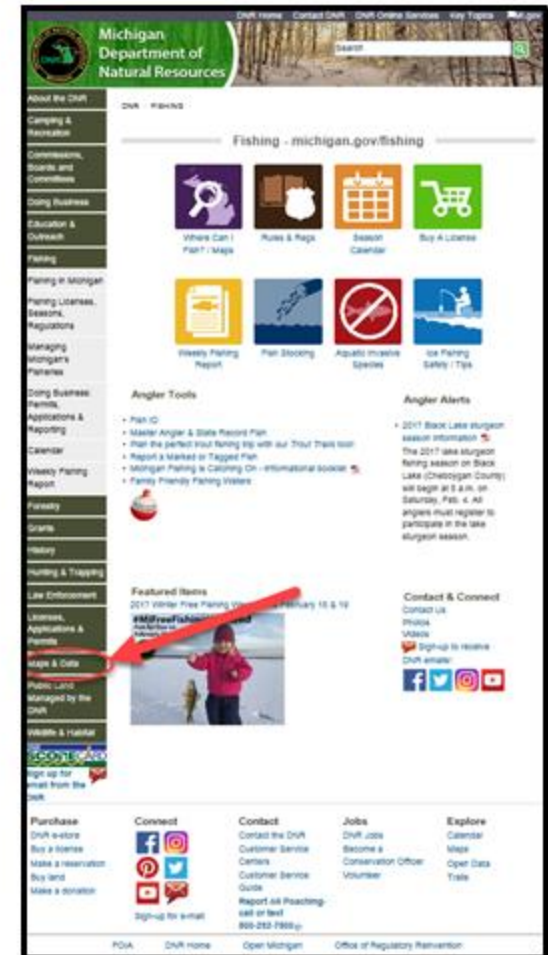 DNR Home Contact DNR DNR Online Services Key Topics MI.gov
Michigan
Department of
Natural Resources
Search
About the DNR
Camping &
Recreation
Commissions,
Boards and
Committees
Doing Business
Education &
Outreach
Fishing
Fishing in Michigan
Fishing Licenses,
Seasons,
Regulations
Managing
Michigan's
Fisheries
Doing Business:
Permits,
Applications &
Reporting
Calendar
Weekly Fishing
Report
Forestry
Grants
History
Hunting & Trapping
Law Enforcement
Licenses,
Applications &
Permits
Maps & Data
Public Land
Managed by the
DNR
Wildlife & Habitat
Sign up for
email from the
DNR
DNR FISHING
Fishing - michigan.gov/fishing
Where Can I
Fish? / Maps
Rules & Regs
Season
Calendar
Buy A License
Weekly Fishing
Report
Fish Stocking
Aquatic Invasive
Species
Ice Fishing
Safety / Tips
Angler Tools
Fish ID
Master Angler & State Record Fish
Plan the perfect trout fishing trip with our Trout Trails tool!
Report a Marked or Tagged Fish
Michigan Fishing is Catching On - informational booklet
Family Friendly Fishing Waters
Angler Alerts
2017 Black Lake sturgeon
season information
The 2017 lake sturgeon
fishing season on Black
Lake (Cheboygan County)
will begin at 8 a.m. on
Saturday, Feb. 4. All
anglers must register to
participate in the lake
sturgeon season.
Featured Items
2017 Winter Free Fishing February 18 & 19
Contact & Connect
Contact Us
Photos
Videos
Sign-up to receive
DNR emails!
Purchase
DNR e-store
Buy a license
Make a reservation
Buy land
Make a donation
Connect
Sign-up for e-mail
Contact
Contact the DNR
Customer Service
Centers
Customer Service
Guide
Report All Poaching-
call or text
800-292-7800
Jobs
DNR Jobs
Become a
Conservation Officer
Volunteer
Explore
Calendar
Maps
Open Data
Trails
FOIA DNR Home Open Michigan Office of Regulatory Reinvention